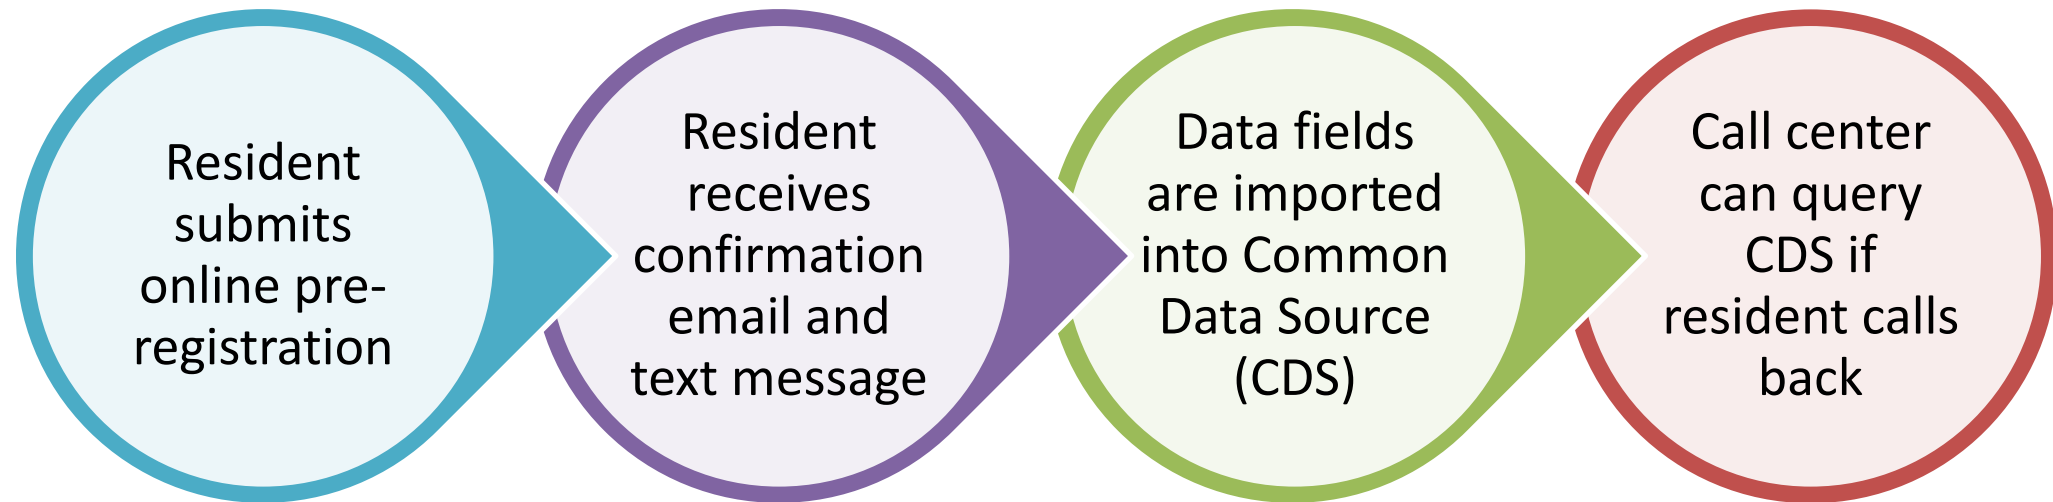 Resident
submits
online pre-
registration
Resident
receives
confirmation
email and
text message
Data fields
are imported
into Common
Data Source
(CDS)
Call center
can query
CDS if
resident calls
back